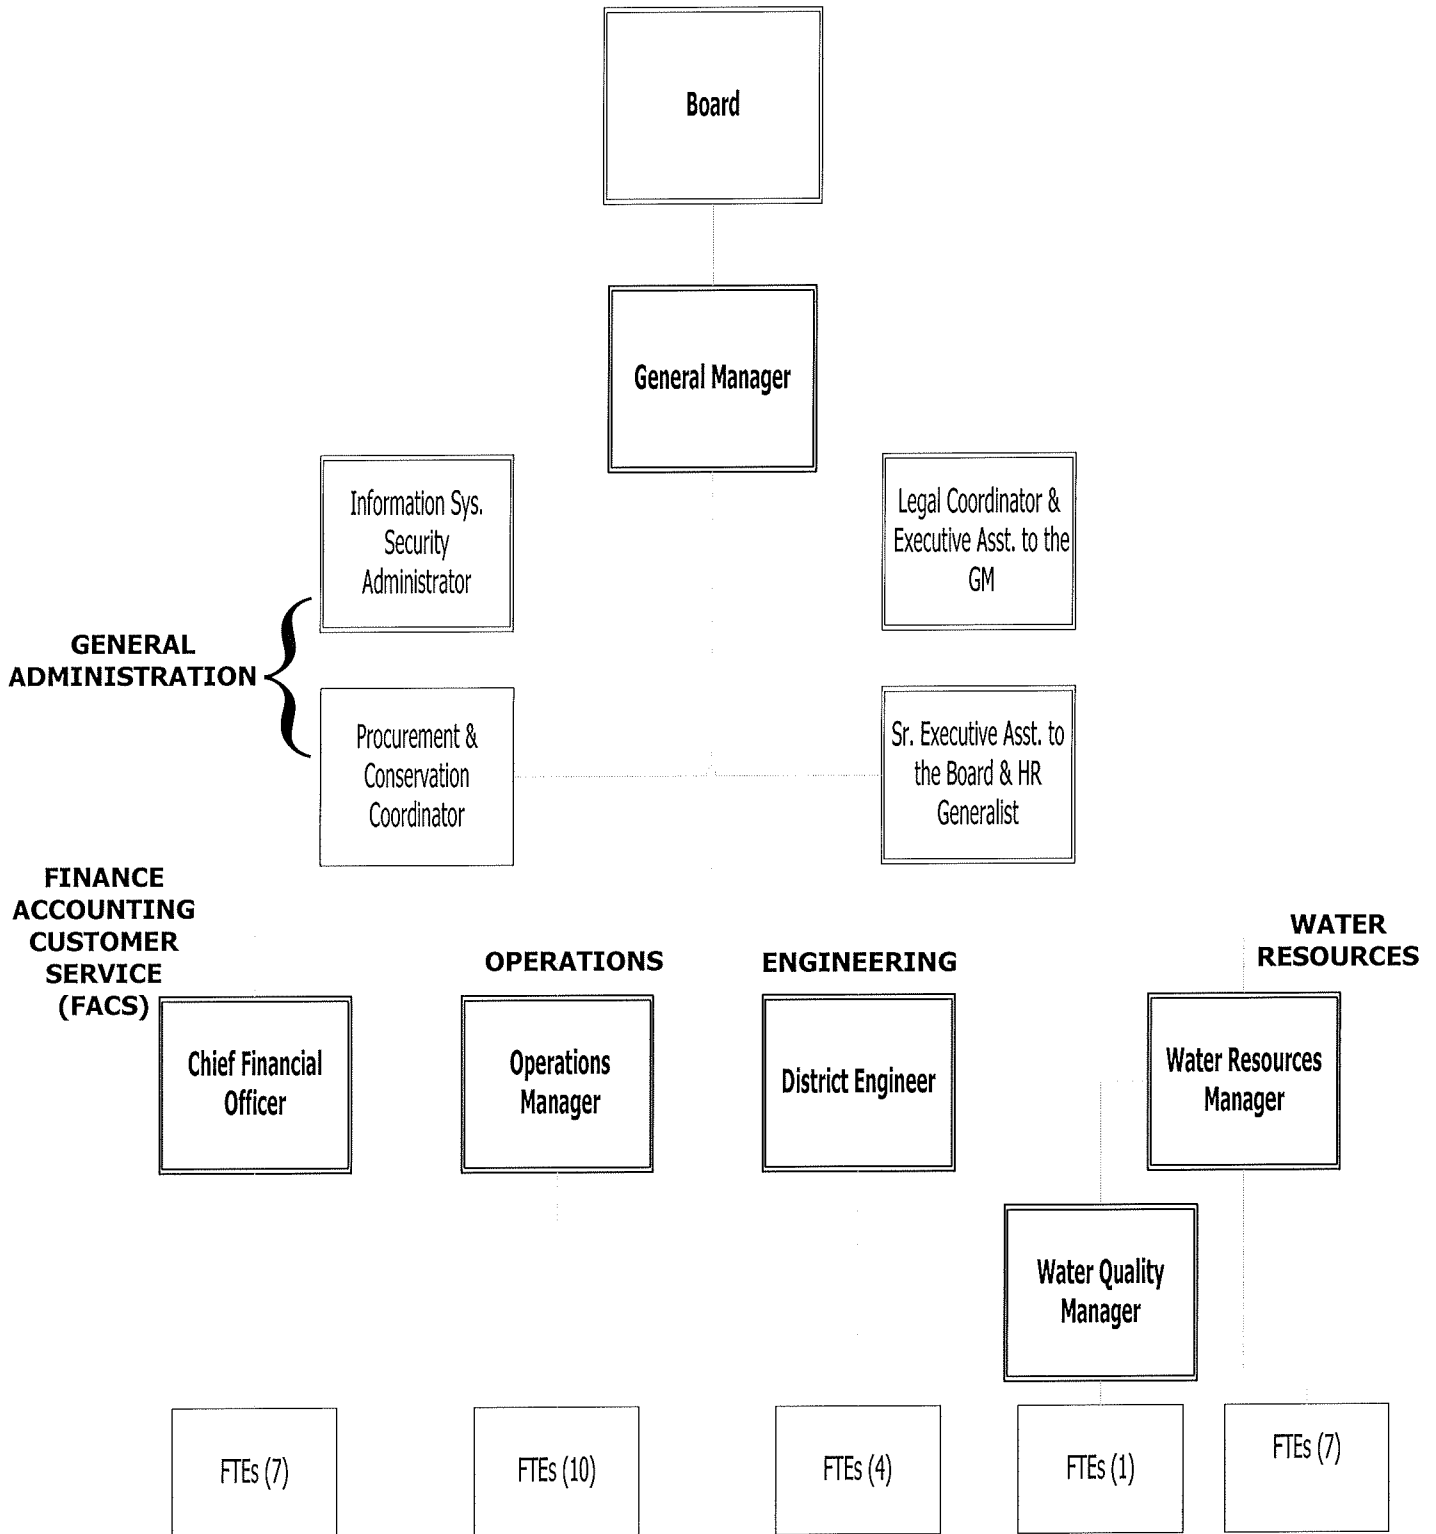 Board
General Manager
Information Sys.
Security
Administrator
Legal Coordinator &
Executive Asst. to the
GM
GENERAL
ADMINISTRATION
Procurement &
Conservation
Coordinator
Sr. Executive Asst. to
the Board & HR
Generalist
FINANCE
ACCOUNTING
CUSTOMER
SERVICE
(FACS)
OPERATIONS
ENGINEERING
WATER
RESOURCES
Chief Financial
Officer
Operations
Manager
District Engineer
Water Resources
Manager
Water Quality
Manager
FTEs (7)
FTEs (10)
FTEs (4)
FTEs (1)
FTEs (7)